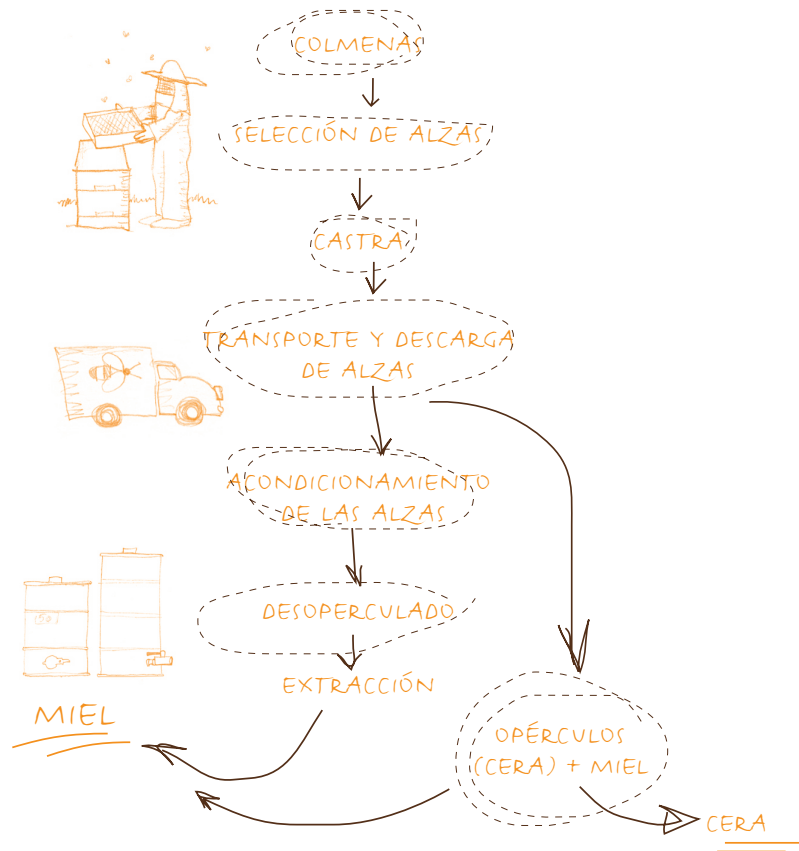 COLMENAS
SELECCIÓN DE ALZAS
CASTRA
TRANSPORTE Y DESCARGA
DE ALZAS
ACONDICIONAMIENTO
DE LAS ALZAS
DESOPERCULADO
EXTRACCIÓN
MIEL
OPÉRCULOS
(CERA) + MIEL
CERA